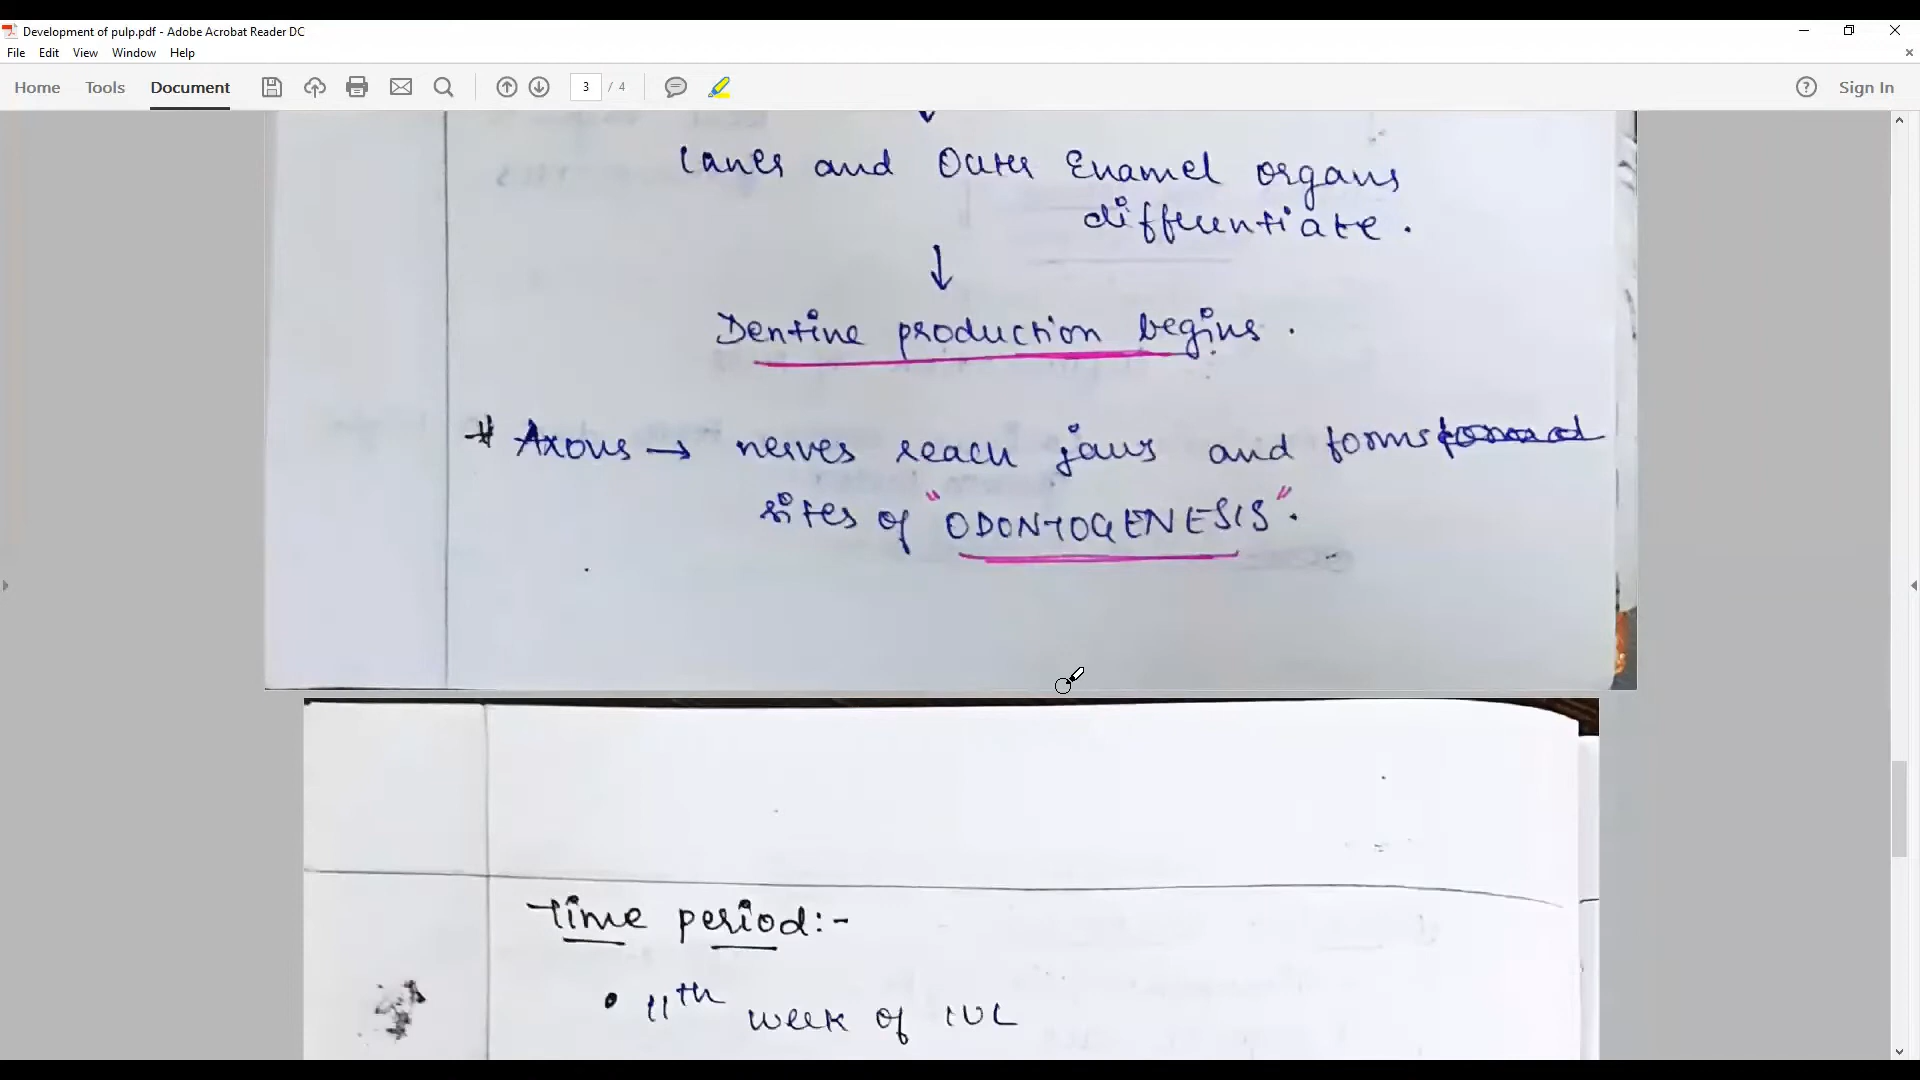 Development of pulp.pdf - Adobe Acrobat Reader DC
File Edit View Window Help
Home Tools Document 3 / 4 Sign In
and Outer Enamel organs
differentiate.
↓
Dentine production begins.
* Axons → nerves reach jaws and forms
sites of "ODONTOGENESIS".
Time period:-
• 11th week of IUL